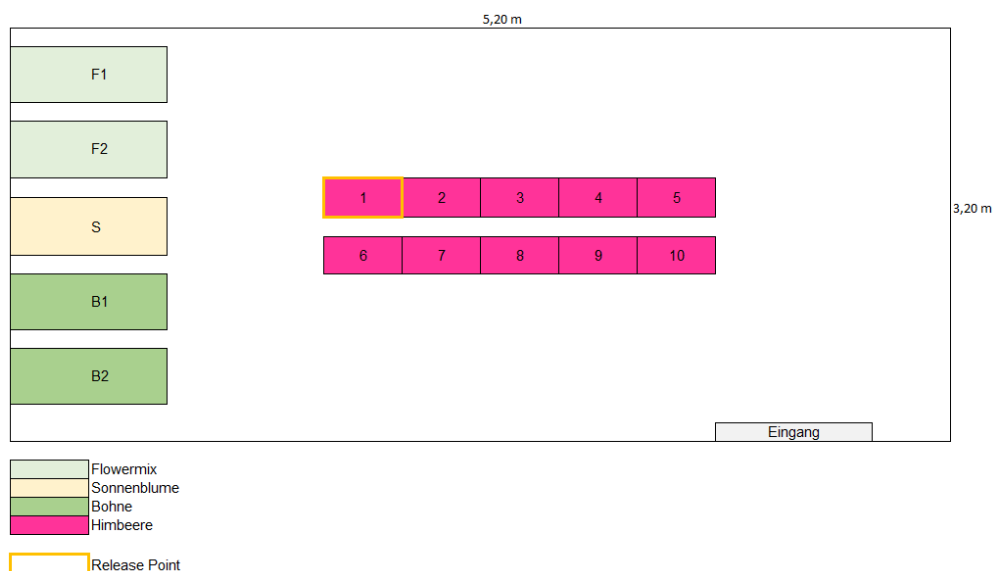 5,20 m
F1
F2
1 2 3 4 5
3,20 m
S
6 7 8 9 10
B1
B2
Eingang
Flowermix
Sonnenblume
Bohne
Himbeere
Release Point